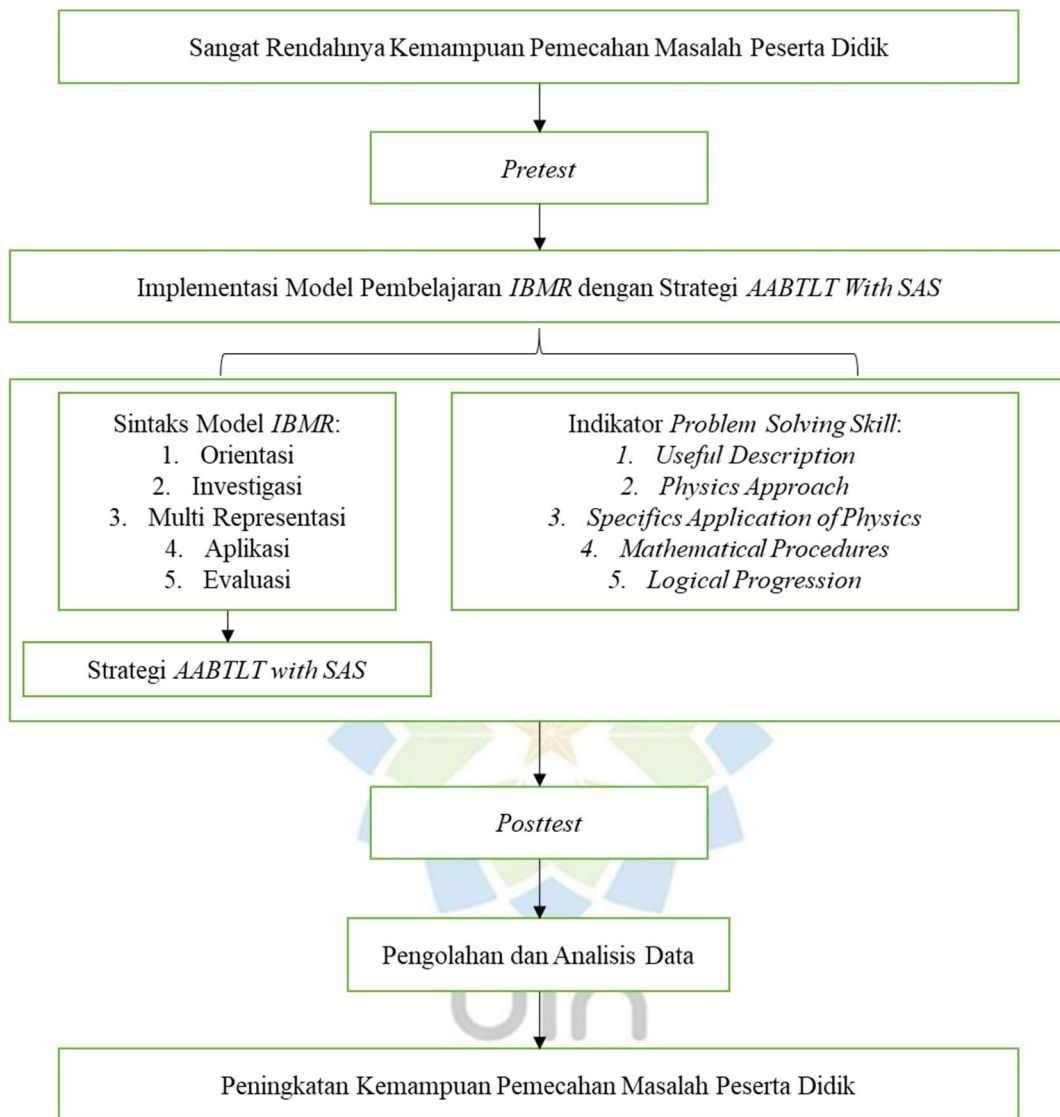 Sangat Rendahnya Kemampuan Pemecahan Masalah Peserta Didik
Pretest
Implementasi Model Pembelajaran IBMR dengan Strategi AABTLT With SAS
Sintaks Model IBMR:
1. Orientasi
2. Investigasi
3. Multi Representasi
4. Aplikasi
5. Evaluasi
Strategi AABTLT with SAS
Indikator Problem Solving Skill:
1. Useful Description
2. Physics Approach
3. Specifics Application of Physics
4. Mathematical Procedures
5. Logical Progression
Posttest
Pengolahan dan Analisis Data
uin
Peningkatan Kemampuan Pemecahan Masalah Peserta Didik